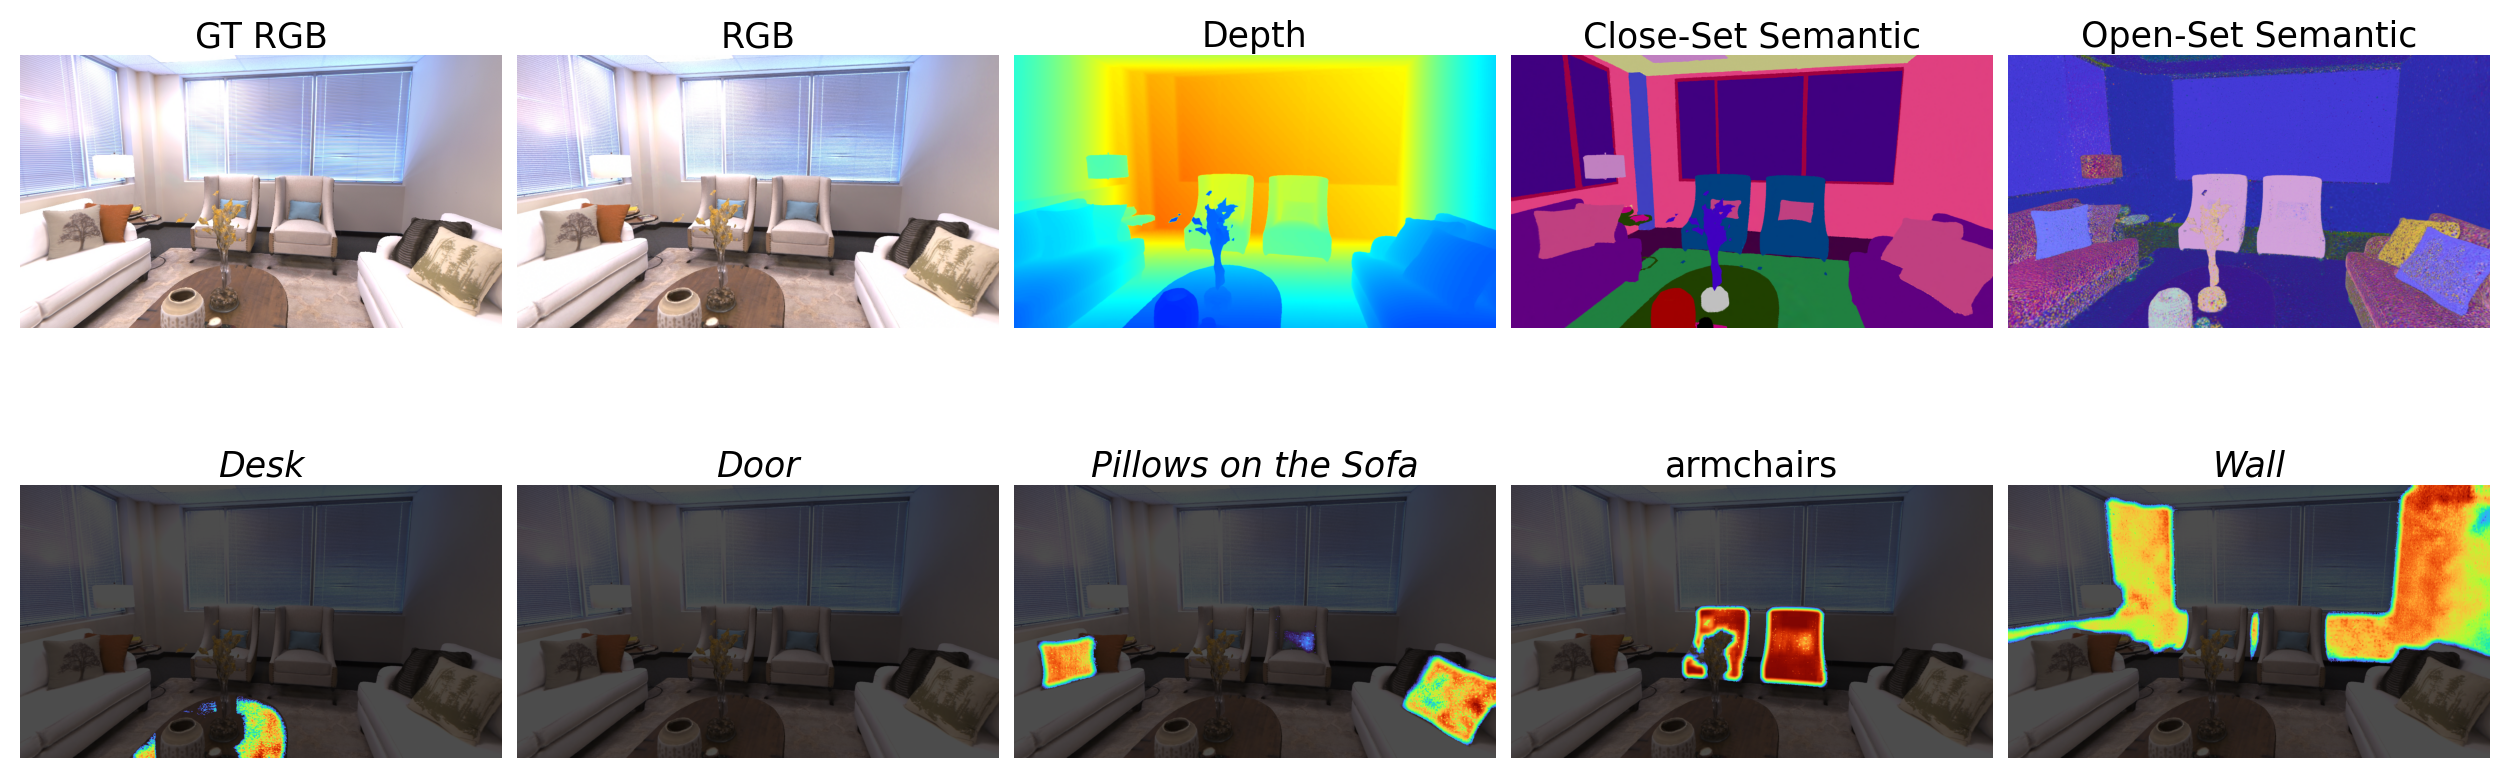 GT RGB
RGB
Depth
Close-Set Semantic
Open-Set Semantic
Desk
Door
Pillows on the Sofa
armchairs
Wall